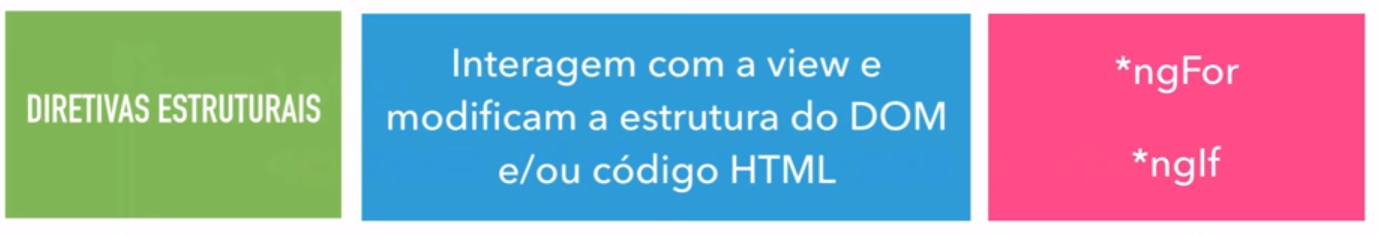 DIRETIVAS ESTRUTURAIS
Interagem com a view e
modificam a estrutura do DOM
e/ou código HTML
*ngFor
*ngIf